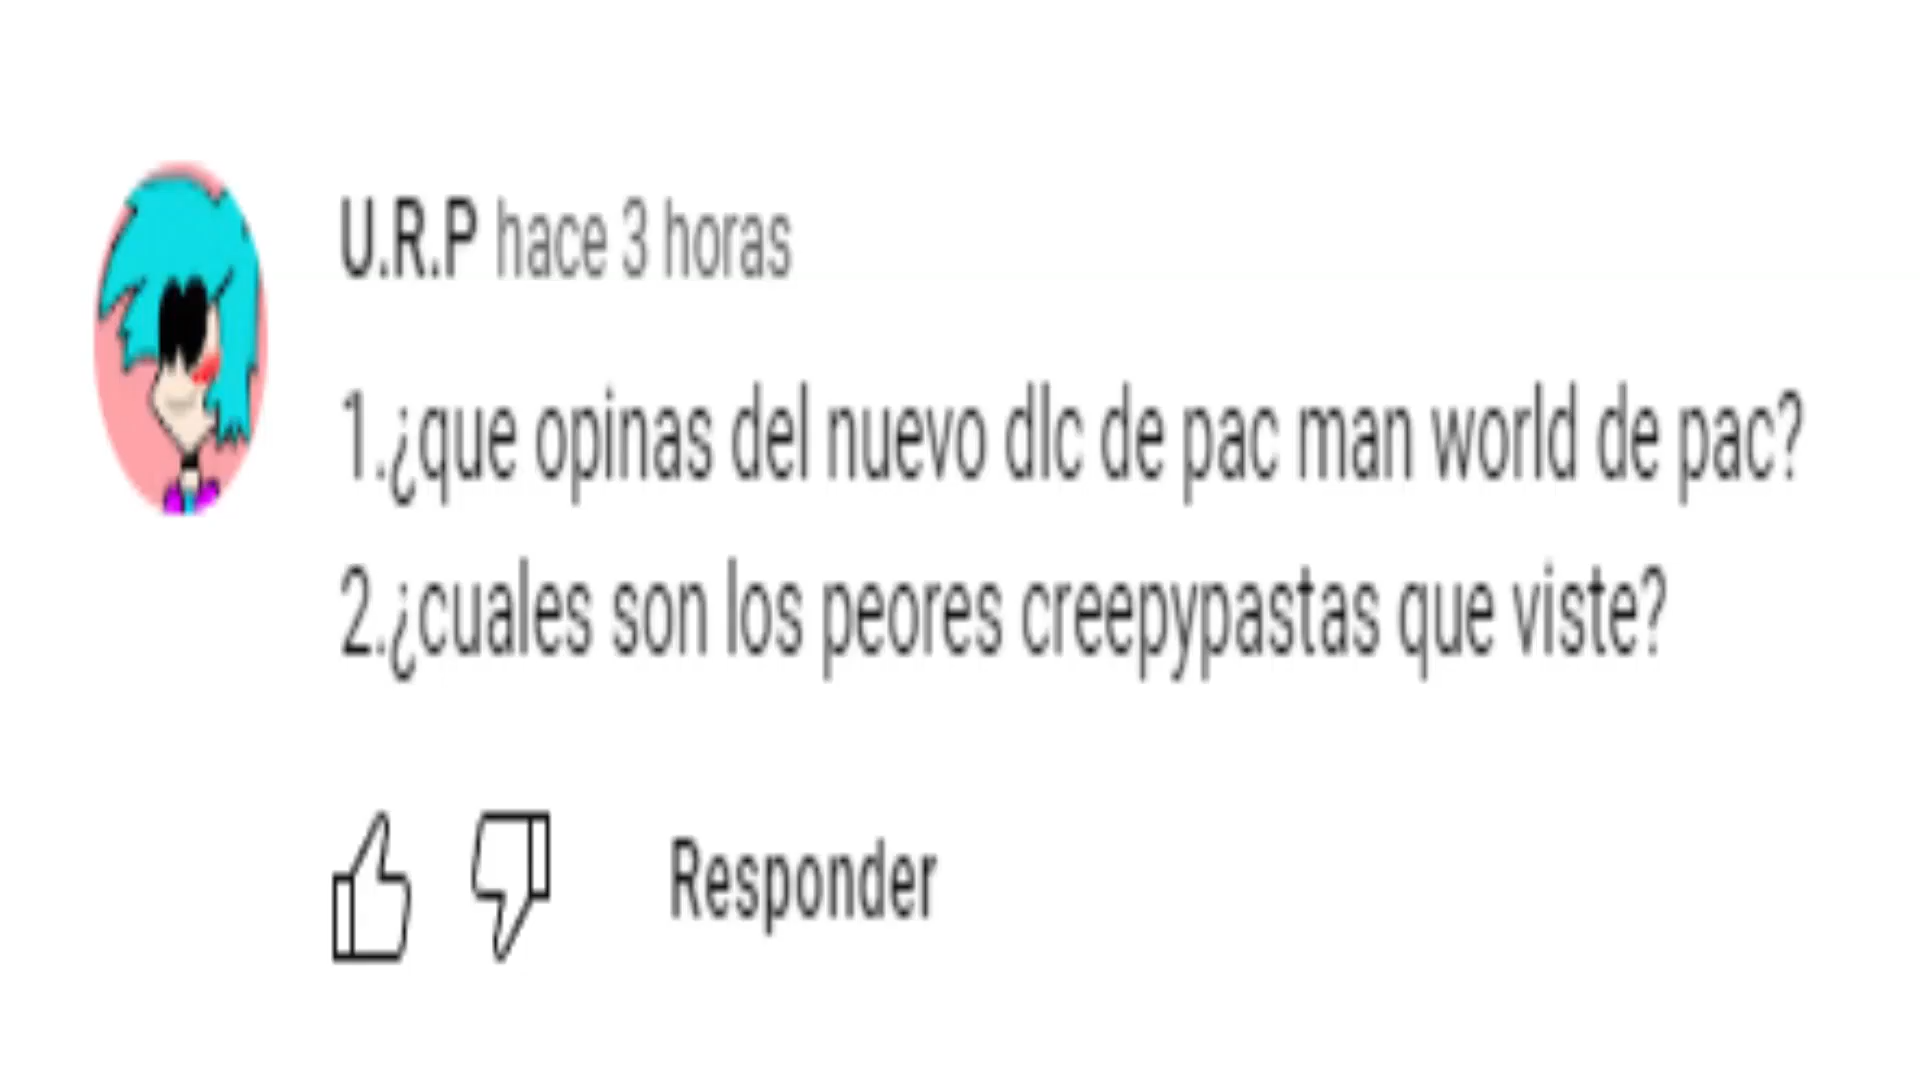 U.R.P hace 3 horas
1.¿que opinas del nuevo dlc de pac man world de pac?
2.¿cuales son los peores creepypastas que viste?
Responder